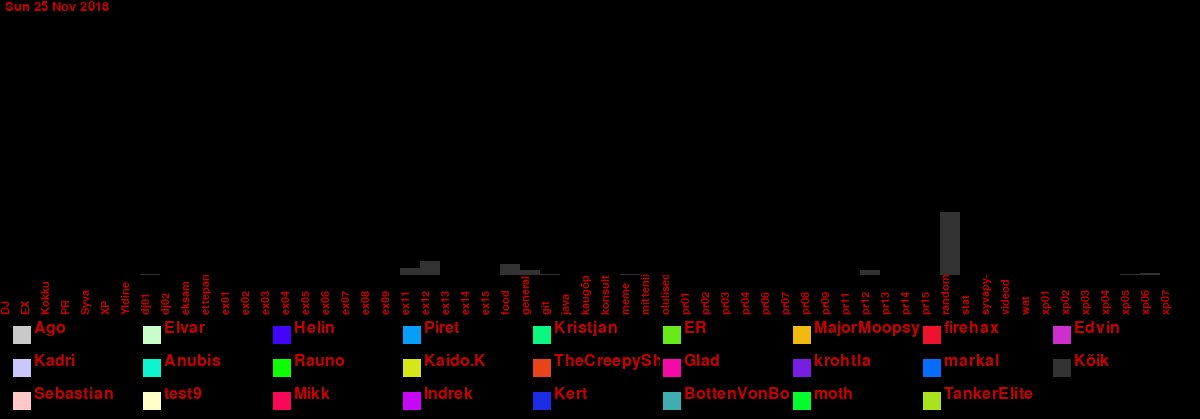 Sun 25 Nov 2018
DJ EX Kokku PR Syva XP Yldine dj01 dj02 eksam ettepan ex01 ex02 ex03 ex04 ex05 ex06 ex07 ex08 ex09 ex11 ex12 ex13 ex14 ex15 food general git java kaugõp konsult meme mitteni olulised pr01 pr02 pr03 pr04 pr06 pr07 pr08 pr09 pr11 pr12 pr13 pr14 pr15 random stat syvapy- videod wat xp01 xp02 xp03 xp04 xp05 xp06 xp07
Ago Elvar Helin Piret Kristjan ER MajorMoopsy firehax Edvin
Kadri Anubis Rauno Kaido.K TheCreepySh Glad krohtla markal Kõik
Sebastian test9 Mikk Indrek Kert BottenVonBo moth TankerElite